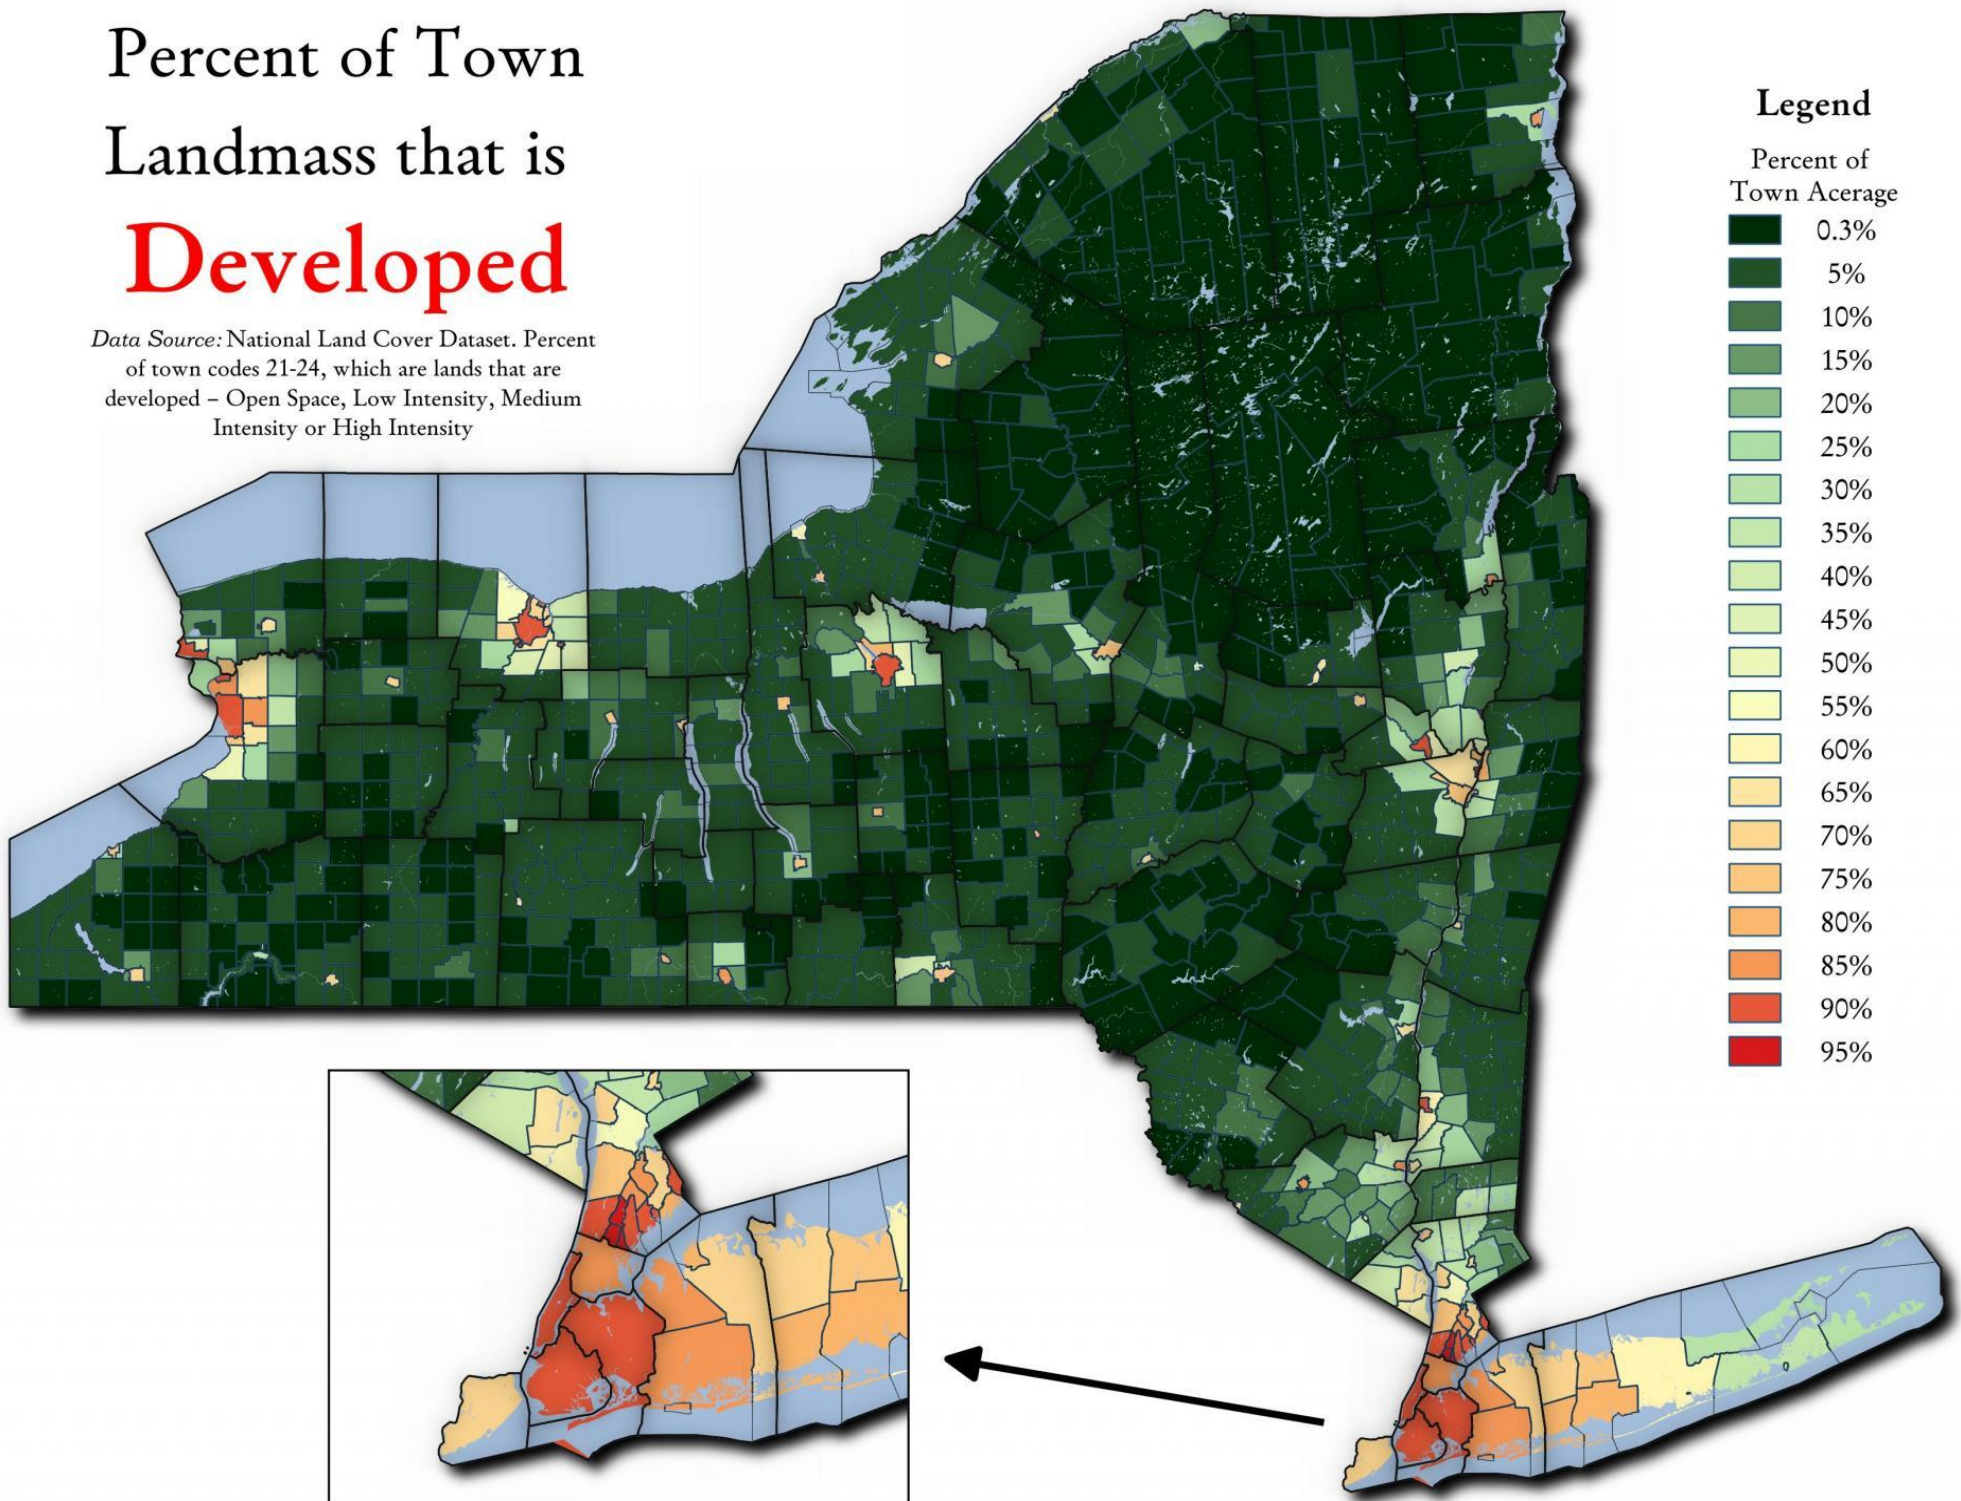 Percent of Town
Landmass that is
Developed
Data Source: National Land Cover Dataset. Percent
of town codes 21-24, which are lands that are
developed – Open Space, Low Intensity, Medium
Intensity or High Intensity
Legend
Percent of
Town Acerage
0.3%
5%
10%
15%
20%
25%
30%
35%
40%
45%
50%
55%
60%
65%
70%
75%
80%
85%
90%
95%